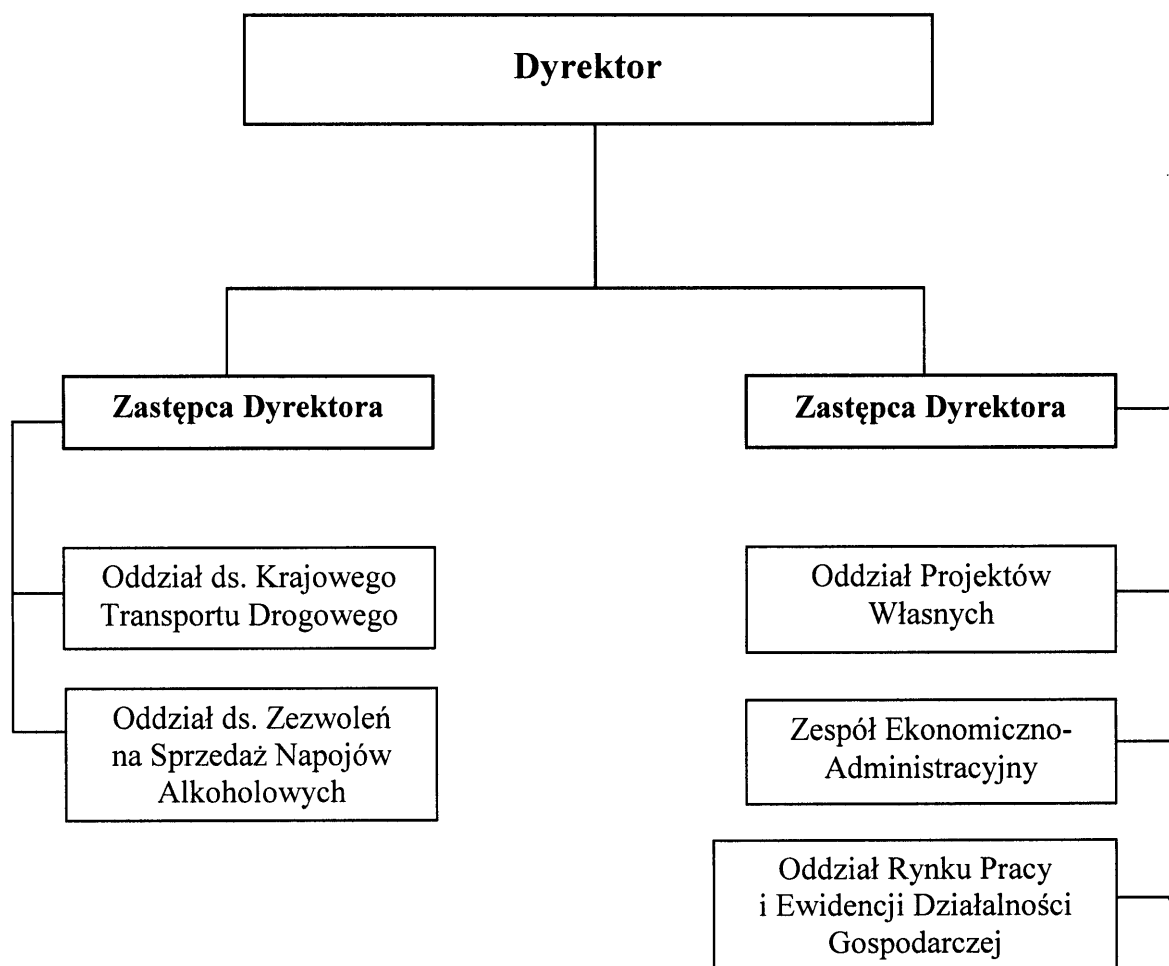 Dyrektor
Zastępca Dyrektora
Oddział ds. Krajowego
Transportu Drogowego
Oddział ds. Zezwoleń
na Sprzedaż Napojów
Alkoholowych
Zastępca Dyrektora
Oddział Projektów
Własnych
Zespół Ekonomiczno-
Administracyjny
Oddział Rynku Pracy
i Ewidencji Działalności
Gospodarczej